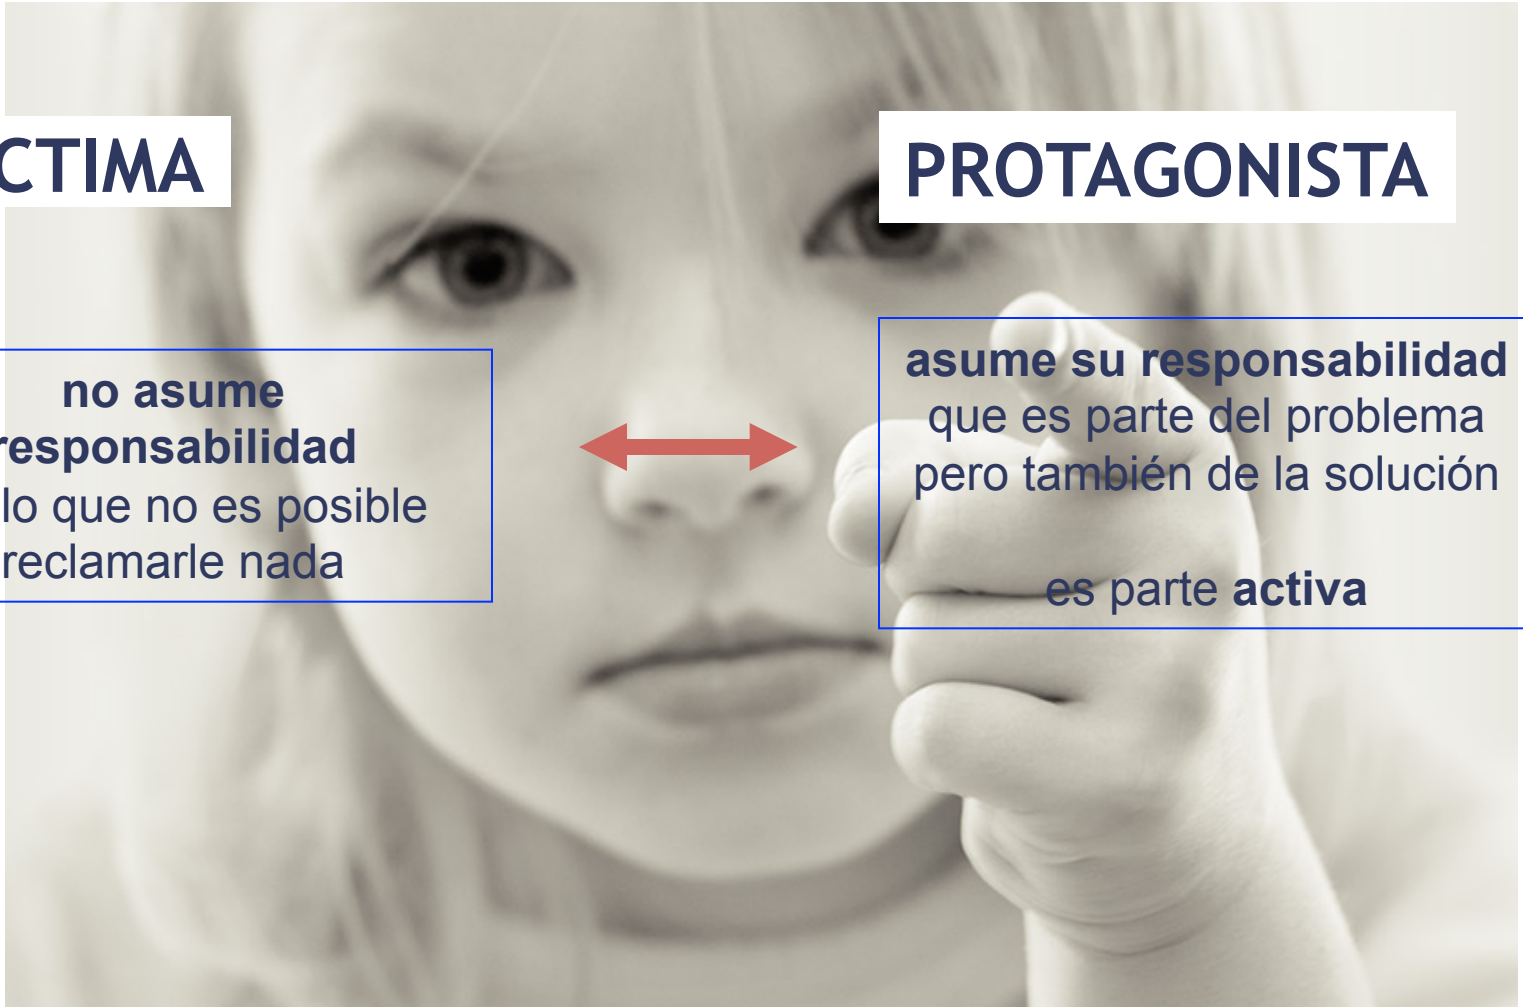 CTIMA
no asume
responsabilidad
lo que no es posible
reclamarle nada
PROTAGONISTA
asume su responsabilidad
que es parte del problema
pero también de la solución
es parte activa